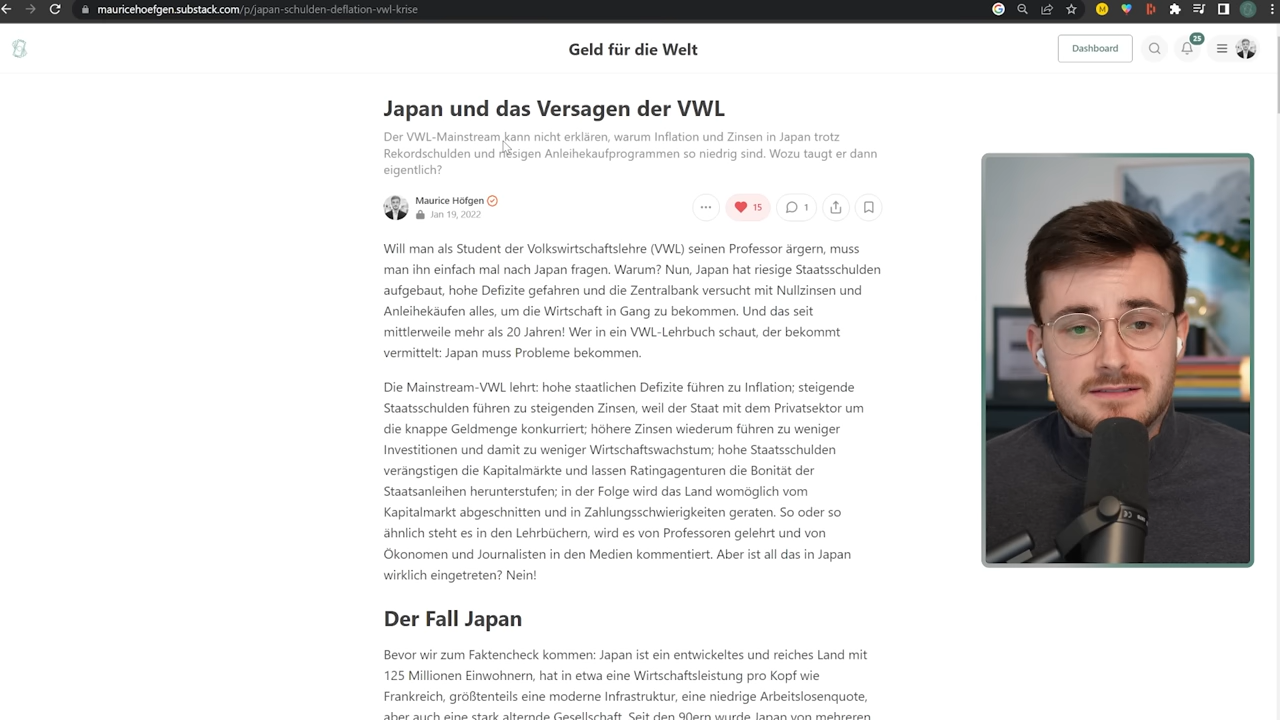 mauricehoefgen.substack.com/p/japan-schulden-deflation-vwl-krise
Geld für die Welt
Dashboard
25
Japan und das Versagen der VWL
Der VWL-Mainstream kann nicht erklären, warum Inflation und Zinsen in Japan trotz
Rekordschulden und riesigen Anleihekaufprogrammen so niedrig sind. Wozu taugt er dann
eigentlich?
Maurice Höfgen
Jan 19, 2022
15
1
Will man als Student der Volkswirtschaftslehre (VWL) seinen Professor ärgern, muss
man ihn einfach mal nach Japan fragen. Warum? Nun, Japan hat riesige Staatsschulden
aufgebaut, hohe Defizite gefahren und die Zentralbank versucht mit Nullzinsen und
Anleihekäufen alles, um die Wirtschaft in Gang zu bekommen. Und das seit
mittlerweile mehr als 20 Jahren! Wer in ein VWL-Lehrbuch schaut, der bekommt
vermittelt: Japan muss Probleme bekommen.
Die Mainstream-VWL lehrt: hohe staatlichen Defizite führen zu Inflation; steigende
Staatsschulden führen zu steigenden Zinsen, weil der Staat mit dem Privatsektor um
die knappe Geldmenge konkurriert; höhere Zinsen wiederum führen zu weniger
Investitionen und damit zu weniger Wirtschaftswachstum; hohe Staatsschulden
verängstigen die Kapitalmärkte und lassen Ratingagenturen die Bonität der
Staatsanleihen herunterstufen; in der Folge wird das Land womöglich vom
Kapitalmarkt abgeschnitten und in Zahlungsschwierigkeiten geraten. So oder so
ähnlich steht es in den Lehrbüchern, wird es von Professoren gelehrt und von
Ökonomen und Journalisten in den Medien kommentiert. Aber ist all das in Japan
wirklich eingetreten? Nein!
Der Fall Japan
Bevor wir zum Faktencheck kommen: Japan ist ein entwickeltes und reiches Land mit
125 Millionen Einwohnern, hat in etwa eine Wirtschaftsleistung pro Kopf wie
Frankreich, größtenteils eine moderne Infrastruktur, eine niedrige Arbeitslosenquote,
aber auch eine stark alternde Gesellschaft. Seit den 90ern wurde Japan von mehreren